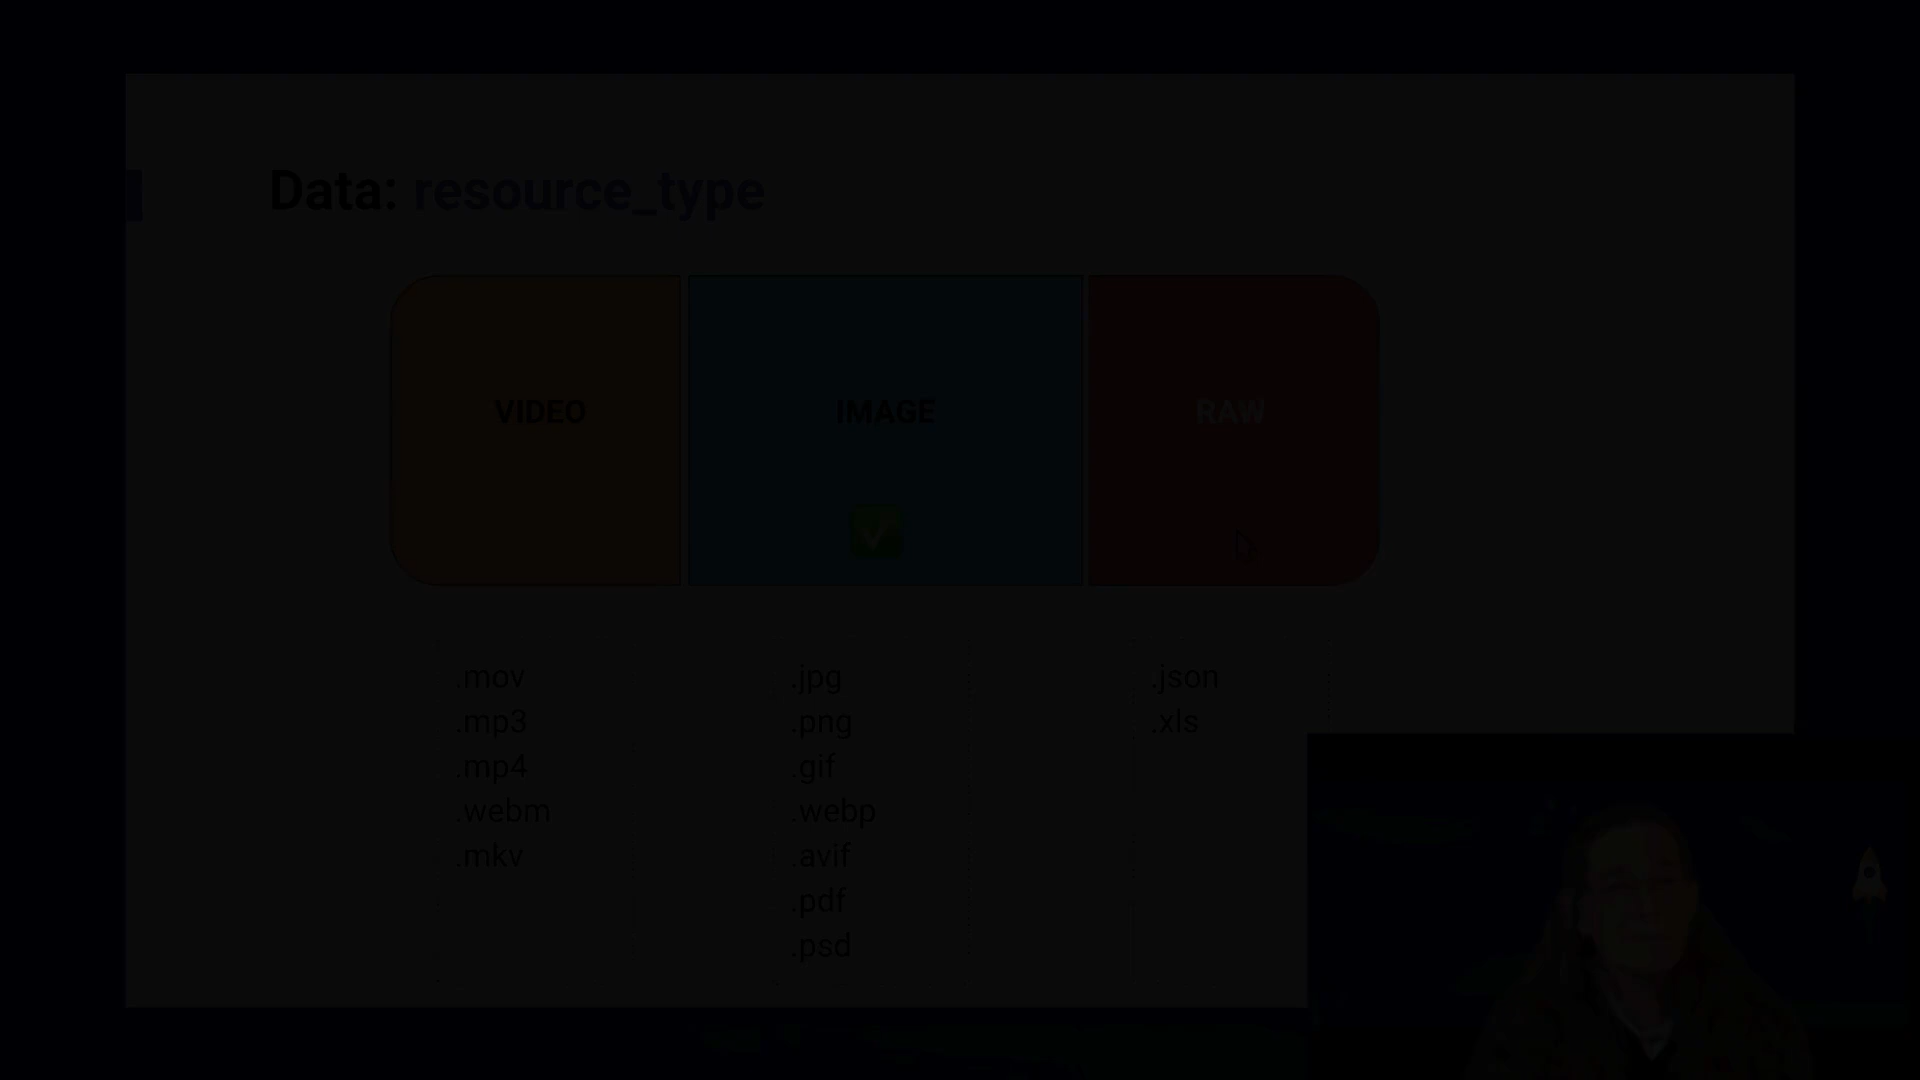 Data: resource_type
VIDEO
IMAGE
RAW
.mov
.mp3
.mp4
.webm
.mkv
.jpg
.png
.gif
.webp
.avif
.pdf
.psd
.json
.xls